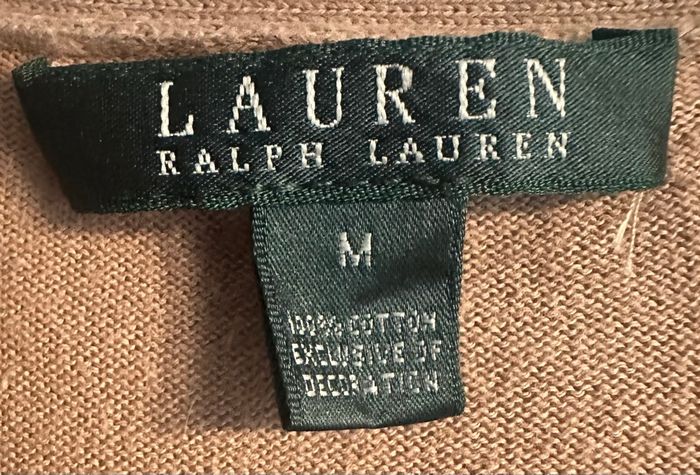 LAUREN
RALPH LAUREN
M
100% COTTON
EXCLUSIVE OF
DECORATION